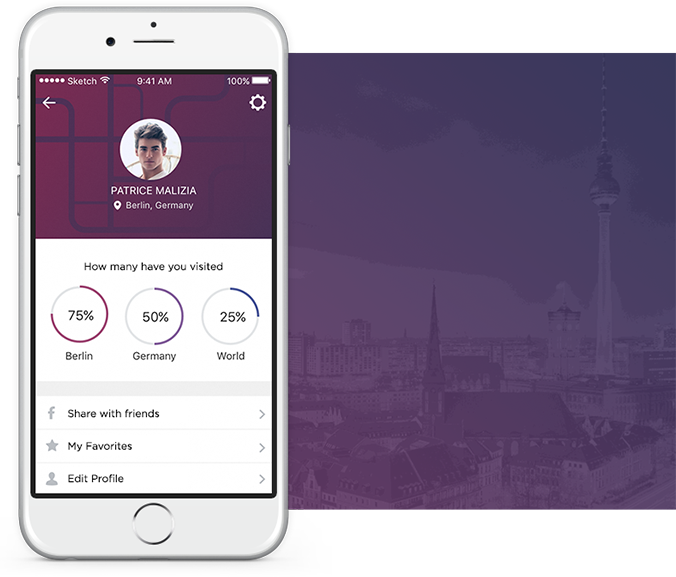 Sketch 9:41 AM 100%
PATRICE MALIZIA
Berlin, Germany
How many have you visited
75% 50% 25%
Berlin Germany World
Share with friends
My Favorites
Edit Profile